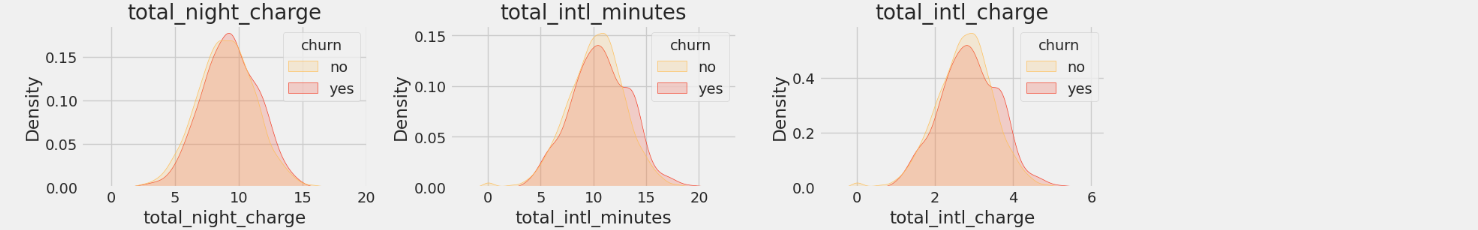 total_night_charge
0.15
0.10
0.05
0.00
Density
0
5
10
15
20
total_night_charge
churn
no
yes
total_intl_minutes
0.15
0.10
0.05
0.00
Density
0
5
10
15
20
total_intl_minutes
churn
no
yes
total_intl_charge
0.4
0.2
0.0
Density
0
2
4
6
total_intl_charge
churn
no
yes